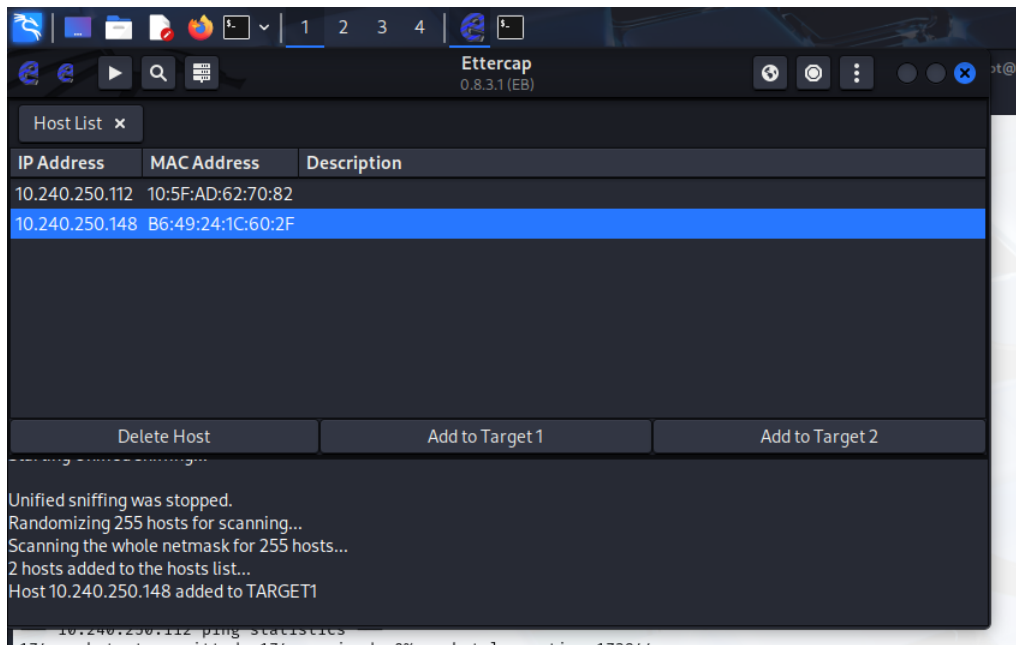 1 2 3 4
Ettercap
0.8.3.1 (EB)
Host List ×
IP Address MAC Address Description
10.240.250.112 10:5F:AD:62:70:82
10.240.250.148 B6:49:24:1C:60:2F
Delete Host Add to Target 1 Add to Target 2
Unified sniffing was stopped.
Randomizing 255 hosts for scanning...
Scanning the whole netmask for 255 hosts...
2 hosts added to the hosts list...
Host 10.240.250.148 added to TARGET1
10.240.250.112 ping statistics